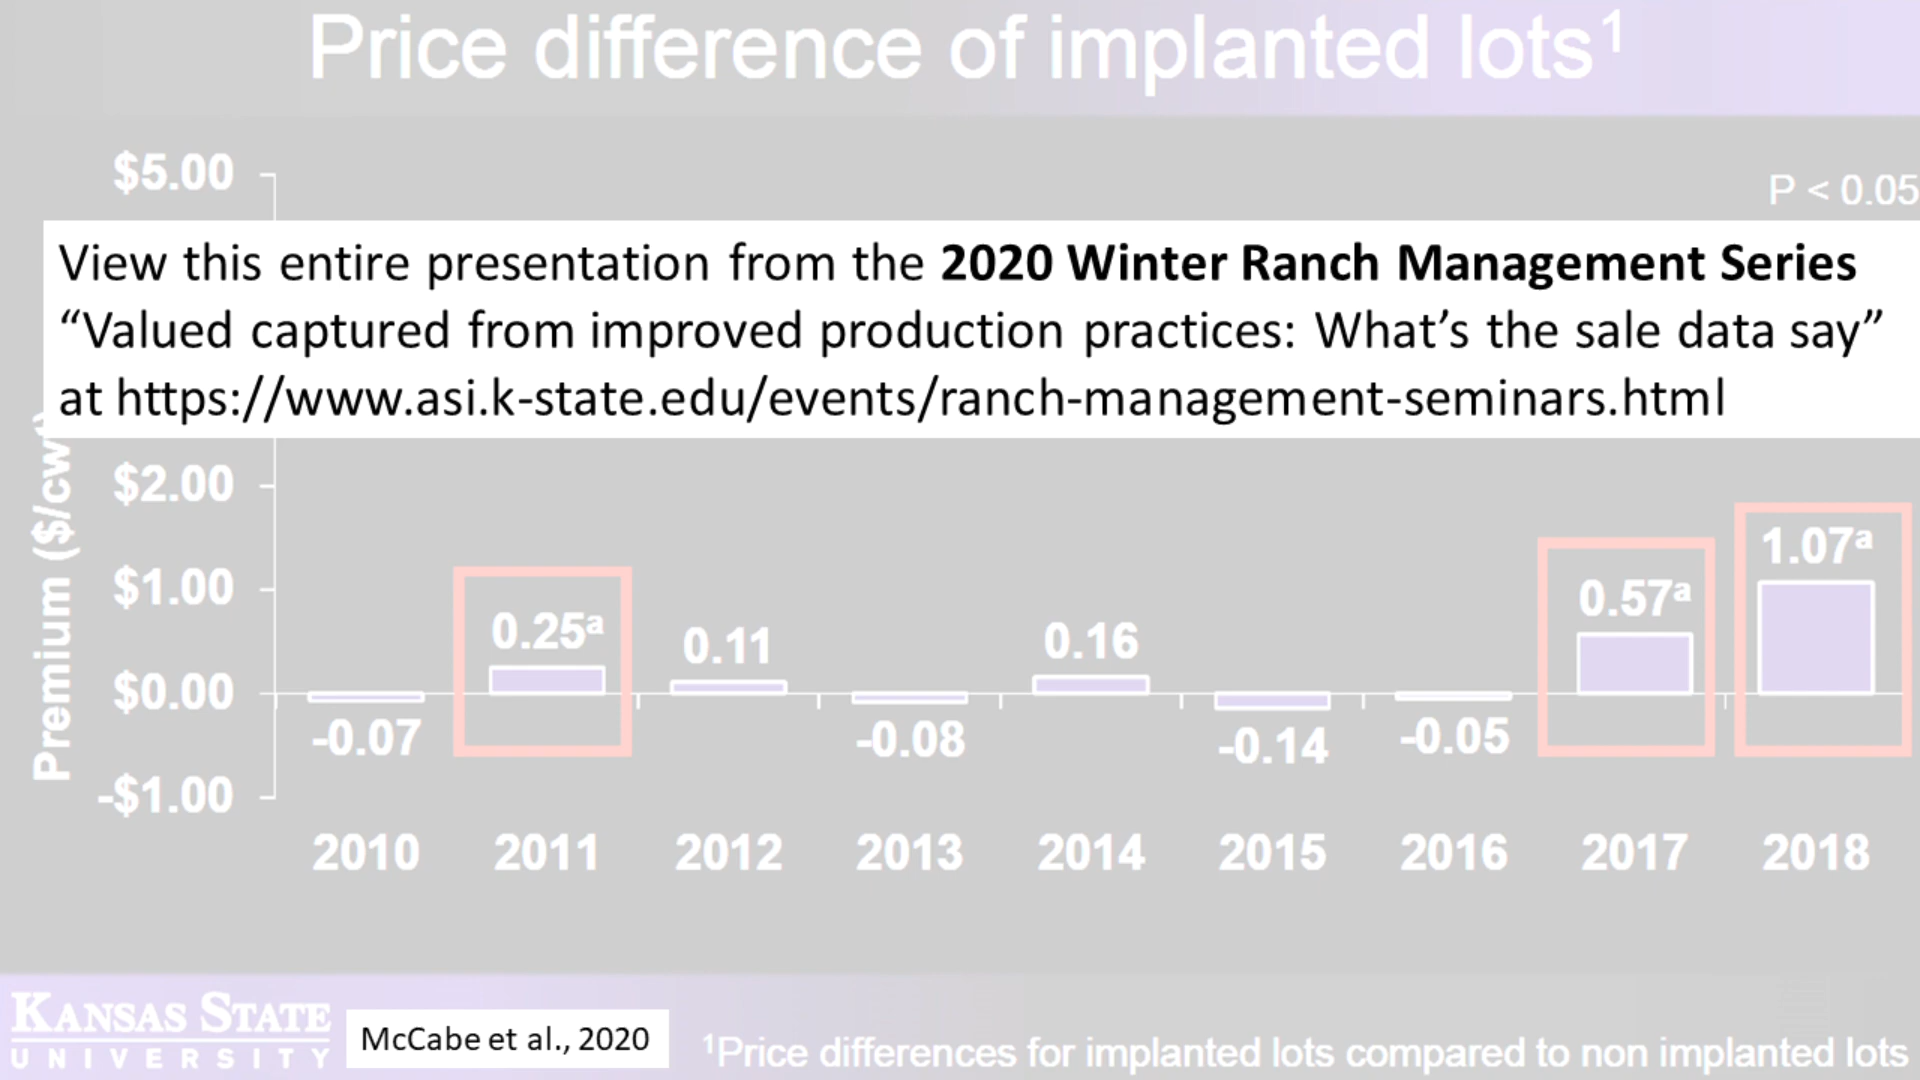 Price difference of implanted lots¹
$5.00
P < 0.05
View this entire presentation from the 2020 Winter Ranch Management Series
“Valued captured from improved production practices: What’s the sale data say”
at https://www.asi.k-state.edu/events/ranch-management-seminars.html
Premium ($/cwt)
$2.00
$1.00
$0.00
-$1.00
-0.07
0.25ª
0.11
-0.08
0.16
-0.14
-0.05
0.57ª
1.07ª
2010 2011 2012 2013 2014 2015 2016 2017 2018
KANSAS STATE
UNIVERSITY
McCabe et al., 2020
¹Price differences for implanted lots compared to non implanted lots